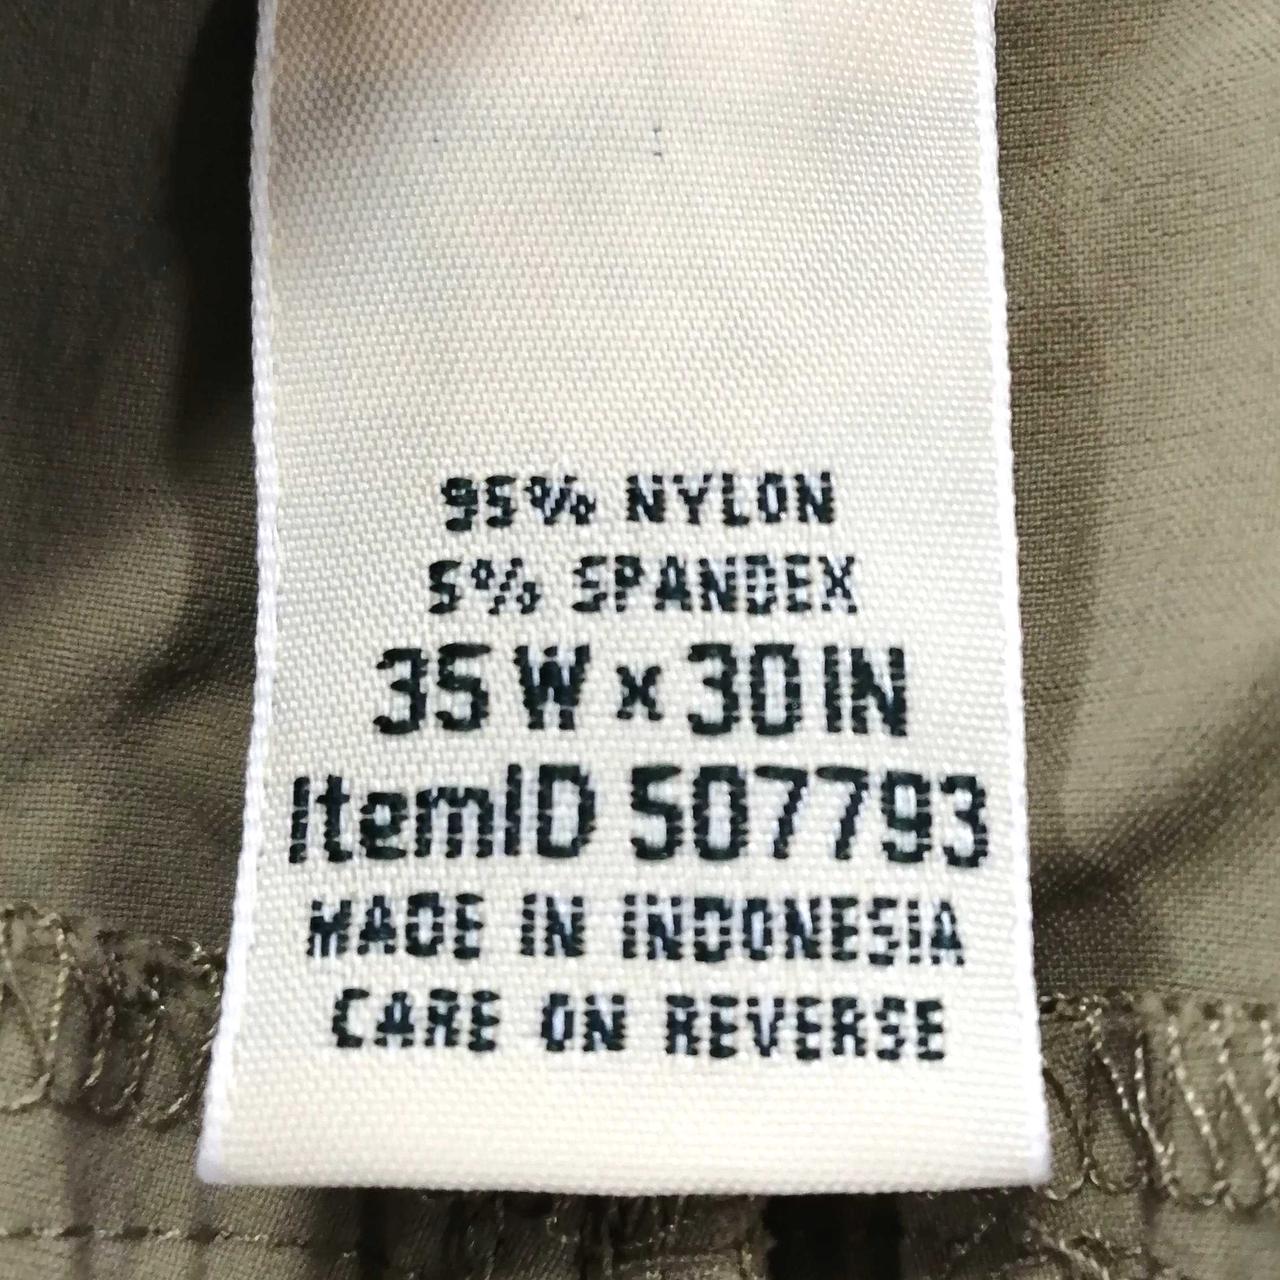 95% NYLON
5% SPANDEX
35 W x 30 IN
ItemID 507793
MADE IN INDONESIA
CARE ON REVERSE